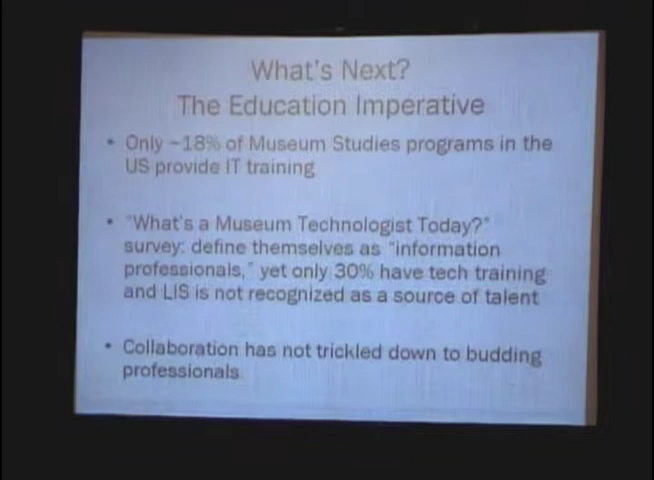 What's Next?
The Education Imperative
• Only ~18% of Museum Studies programs in the
US provide IT training
• "What's a Museum Technologist Today?"
survey: define themselves as "information
professionals," yet only 30% have tech training
and LIS is not recognized as a source of talent
• Collaboration has not trickled down to budding
professionals